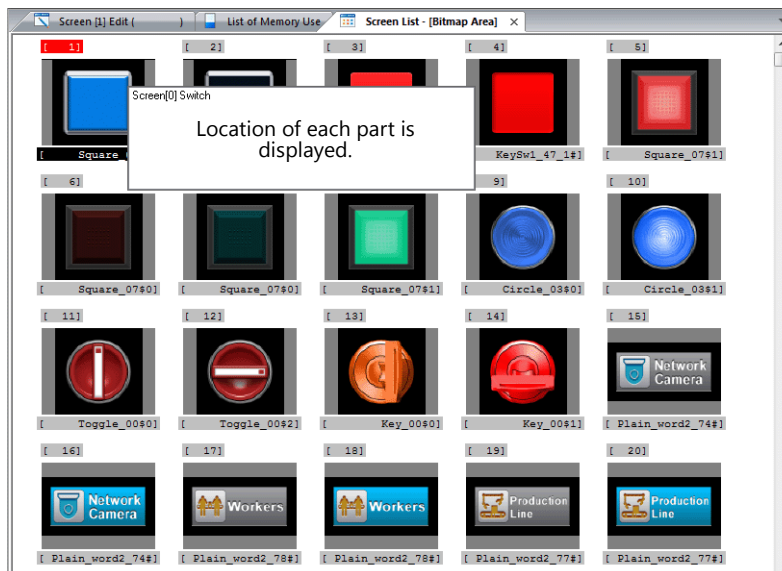 Screen [1] Edit ( )
List of Memory Use
Screen List - [Bitmap Area] ×
[ 1] [ 2] [ 3] [ 4] [ 5]
Screen[0] Switch
Location of each part is
displayed.
[ Square_ KeySw1_47_1#] [ Square_07$1]
[ 6] 9] [ 10]
[ Square_07$0] [ Square_07$0] [ Square_07$1] [ Circle_03$0] [ Circle_03$1]
[ 11] [ 12] [ 13] [ 14] [ 15]
Network
Camera
[ Toggle_00$0] [ Toggle_00$2] [ Key_00$0] [ Key_00$1] [ Plain_word2_74#]
[ 16] [ 17] [ 18] [ 19] [ 20]
Network
Camera
Workers
Workers
Production
Line
Production
Line
[ Plain_word2_74#] [ Plain_word2_78#] [ Plain_word2_78#] [ Plain_word2_77#] [ Plain_word2_77#]